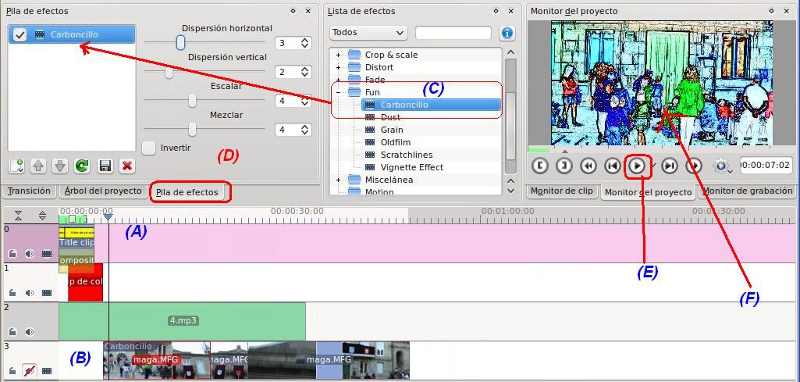 Pila de efectos
Carboncillo
Dispersión horizontal
3
Dispersión vertical
2
Escalar
4
Mezclar
4
Invertir
(D)
Transición
Árbol del proyecto
Pila de efectos
Lista de efectos
Todos
Crop & scale
Distort
Fade
Fun
Carboncillo
Dust
Grain
Oldfilm
Scratchlines
Vignette Effect
Miscelánea
Motion
(C)
Monitor del proyecto
00:00:07:02
Monitor de clip
Monitor del proyecto
Monitor de grabación
(E)
(F)
00:00:00:00
00:00:30:00
00:01:00:00
00:01:30:00
0
Title clip
omposit
(A)
1
p de col
2
4.mp3
3
(B)
Carboncillo
maga.MFG
maga.MFG
maga.MFG